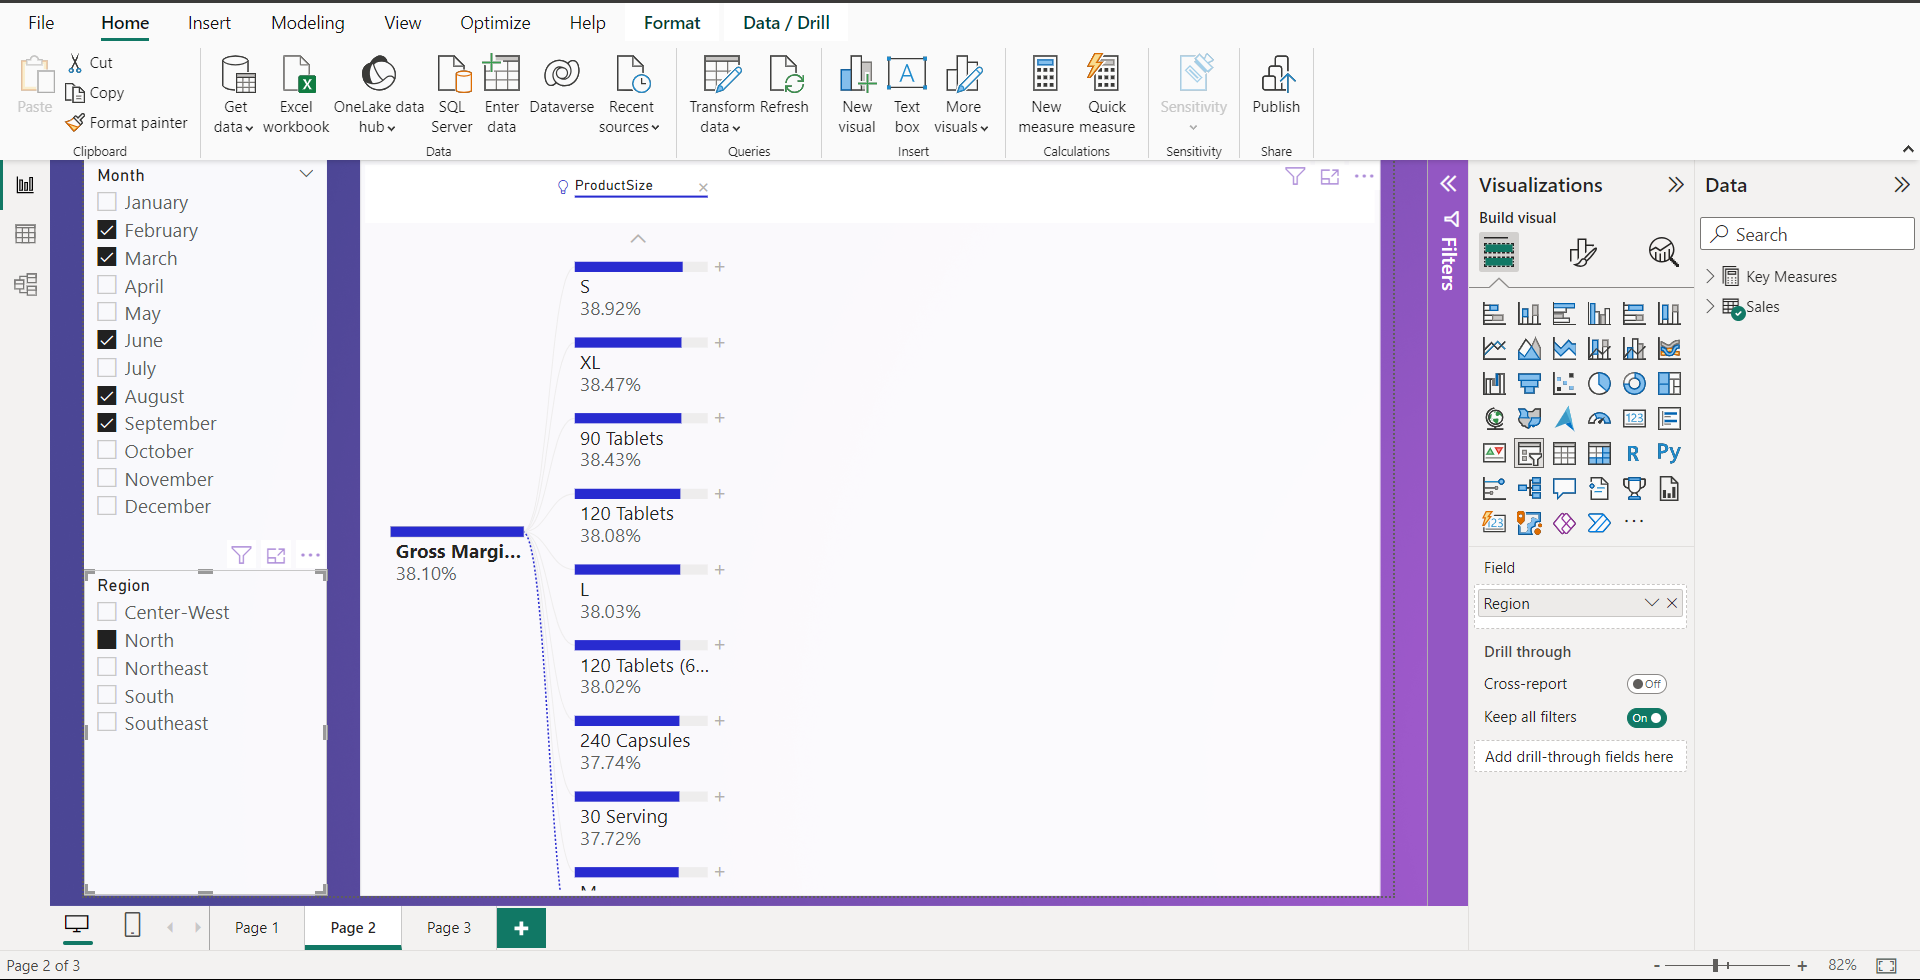 File
Home
Insert
Modeling
View
Optimize
Help
Format
Data / Drill
Paste
Cut
Copy
Format painter
Clipboard
Get data
Excel workbook
OneLake data hub
SQL Server
Enter data
Dataverse
Recent sources
Data
Transform data
Refresh
Queries
New visual
Text box
More visuals
Insert
New measure
Quick measure
Calculations
Sensitivity
Sensitivity
Publish
Share
Month
January
February
March
April
May
June
July
August
September
October
November
December
Region
Center-West
North
Northeast
South
Southeast
ProductSize
Gross Margi...
38.10%
S
38.92%
XL
38.47%
90 Tablets
38.43%
120 Tablets
38.08%
L
38.03%
120 Tablets (6...
38.02%
240 Capsules
37.74%
30 Serving
37.72%
Filters
Visualizations
Build visual
123
R
Py
123
Field
Region
Drill through
Cross-report
Off
Keep all filters
On
Add drill-through fields here
Data
Search
Key Measures
Sales
Page 1
Page 2
Page 3
Page 2 of 3
82%